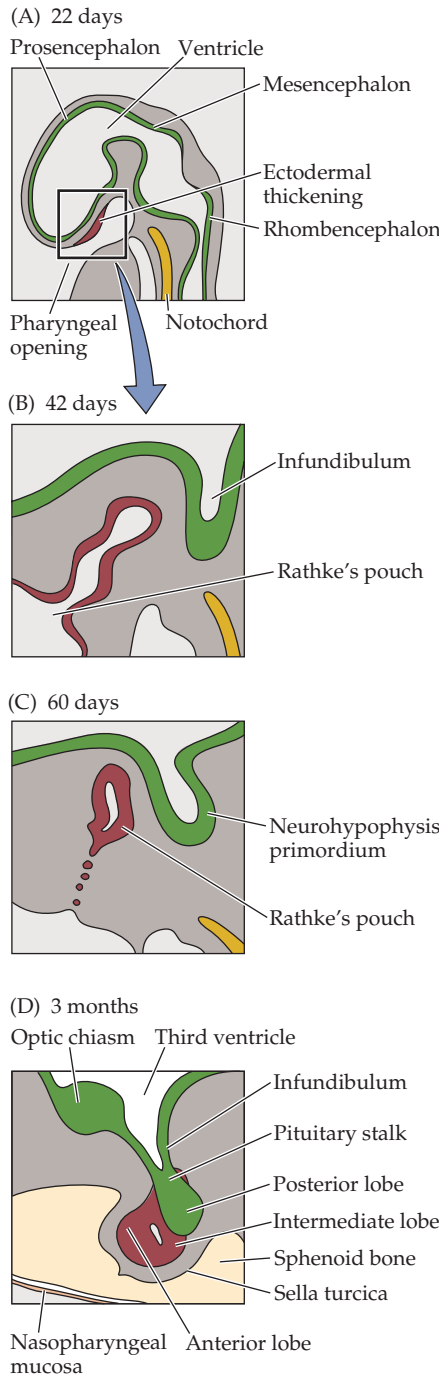 (A) 22 days
Prosencephalon
Ventricle
Mesencephalon
Ectodermal
thickening
Rhombencephalon
Pharyngeal
opening
Notochord
(B) 42 days
Infundibulum
Rathke's pouch
(C) 60 days
Neurohypophysis
primordium
Rathke's pouch
(D) 3 months
Optic chiasm
Third ventricle
Infundibulum
Pituitary stalk
Posterior lobe
Intermediate lobe
Sphenoid bone
Sella turcica
Nasopharyngeal
mucosa
Anterior lobe